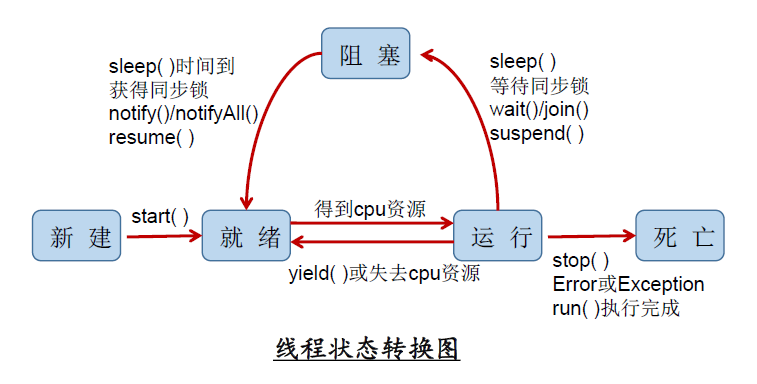 阻 塞
sleep( )时间到
获得同步锁
notify()/notifyAll()
resume( )
sleep( )
等待同步锁
wait()/join()
suspend( )
新 建
start( )
就 绪
得到cpu资源
yield( )或失去cpu资源
运 行
死 亡
stop( )
Error或Exception
run( )执行完成
线程状态转换图